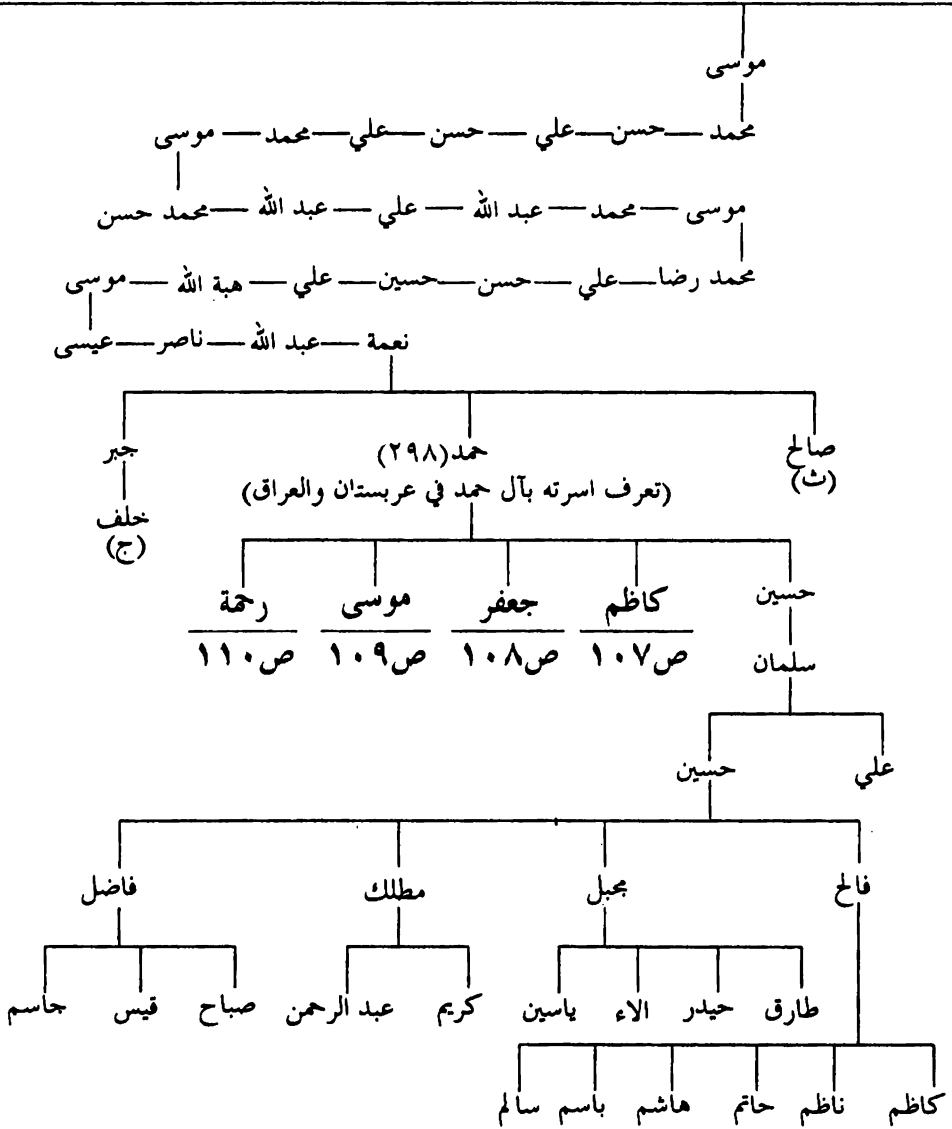 موسى
محمد — حسن — علي — حسن — علي — محمد — موسى
موسى — محمد — عبد الله — علي — عبد الله — محمد حسن
محمد رضا — علي — حسن — حسين — علي — هبة الله — موسى
نعمة — عبد الله — ناصر — عيسى
صالح حمد (٢٩٨) جبر
(ث) (تعرف اسرته بآل حمد في عربستان والعراق) خلف
(ج)
حسين كاظم جعفر موسى رحمة
سلمان ص١٠٧ ص١٠٨ ص١٠٩ ص١١٠
علي حسين
فالح مجبل مطلك فاضل
طارق حيدر الاء ياسين كريم عبد الرحمن صباح قيس جاسم
كاظم ناظم حاتم هاشم باسم سالم